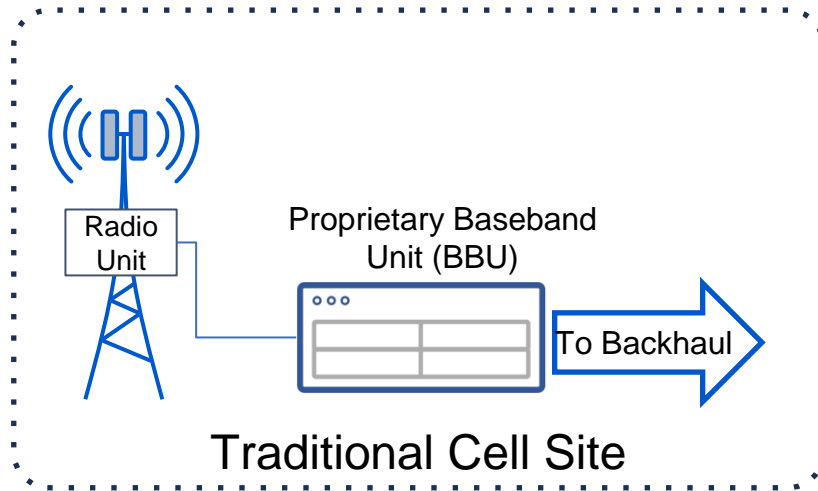 Radio
Unit
Proprietary Baseband
Unit (BBU)
To Backhaul
Traditional Cell Site